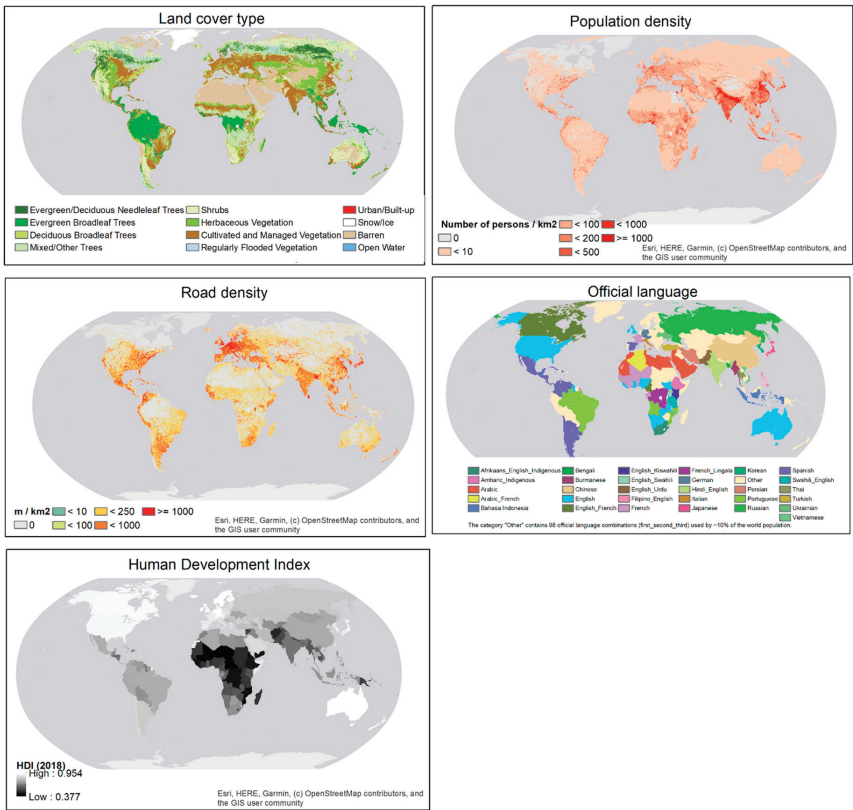 Land cover type
Evergreen/Deciduous Needleleaf Trees
Evergreen Broadleaf Trees
Deciduous Broadleaf Trees
Mixed/Other Trees
Shrubs
Herbaceous Vegetation
Cultivated and Managed Vegetation
Regularly Flooded Vegetation
Urban/Built-up
Snow/Ice
Barren
Open Water
Population density
Number of persons / km2
0
< 10
< 100
< 200
< 500
< 1000
>= 1000
Esri, HERE, Garmin, (c) OpenStreetMap contributors, and
the GIS user community
Road density
m / km2
0
< 10
< 100
< 250
< 1000
>= 1000
Esri, HERE, Garmin, (c) OpenStreetMap contributors, and
the GIS user community
Official language
Afrikaans_English_Indigenous
Amharic_Indigenous
Arabic
Arabic_French
Bahasa Indonesia
Bengali
Burmanese
Chinese
English
English_French
English_Kiswahili
English_Swahili
English_Urdu
Filipino_English
French
French_Lingala
German
Hindi_English
Italian
Japanese
Korean
Other
Persian
Portuguese
Russian
Spanish
Swahili_English
Thai
Turkish
Ukrainian
Vietnamese
The category "Other" contains 98 official language combinations (first_second_third) used by ~10% of the world population.
Human Development Index
HDI (2018)
High : 0.954
Low : 0.377
Esri, HERE, Garmin, (c) OpenStreetMap contributors, and
the GIS user community